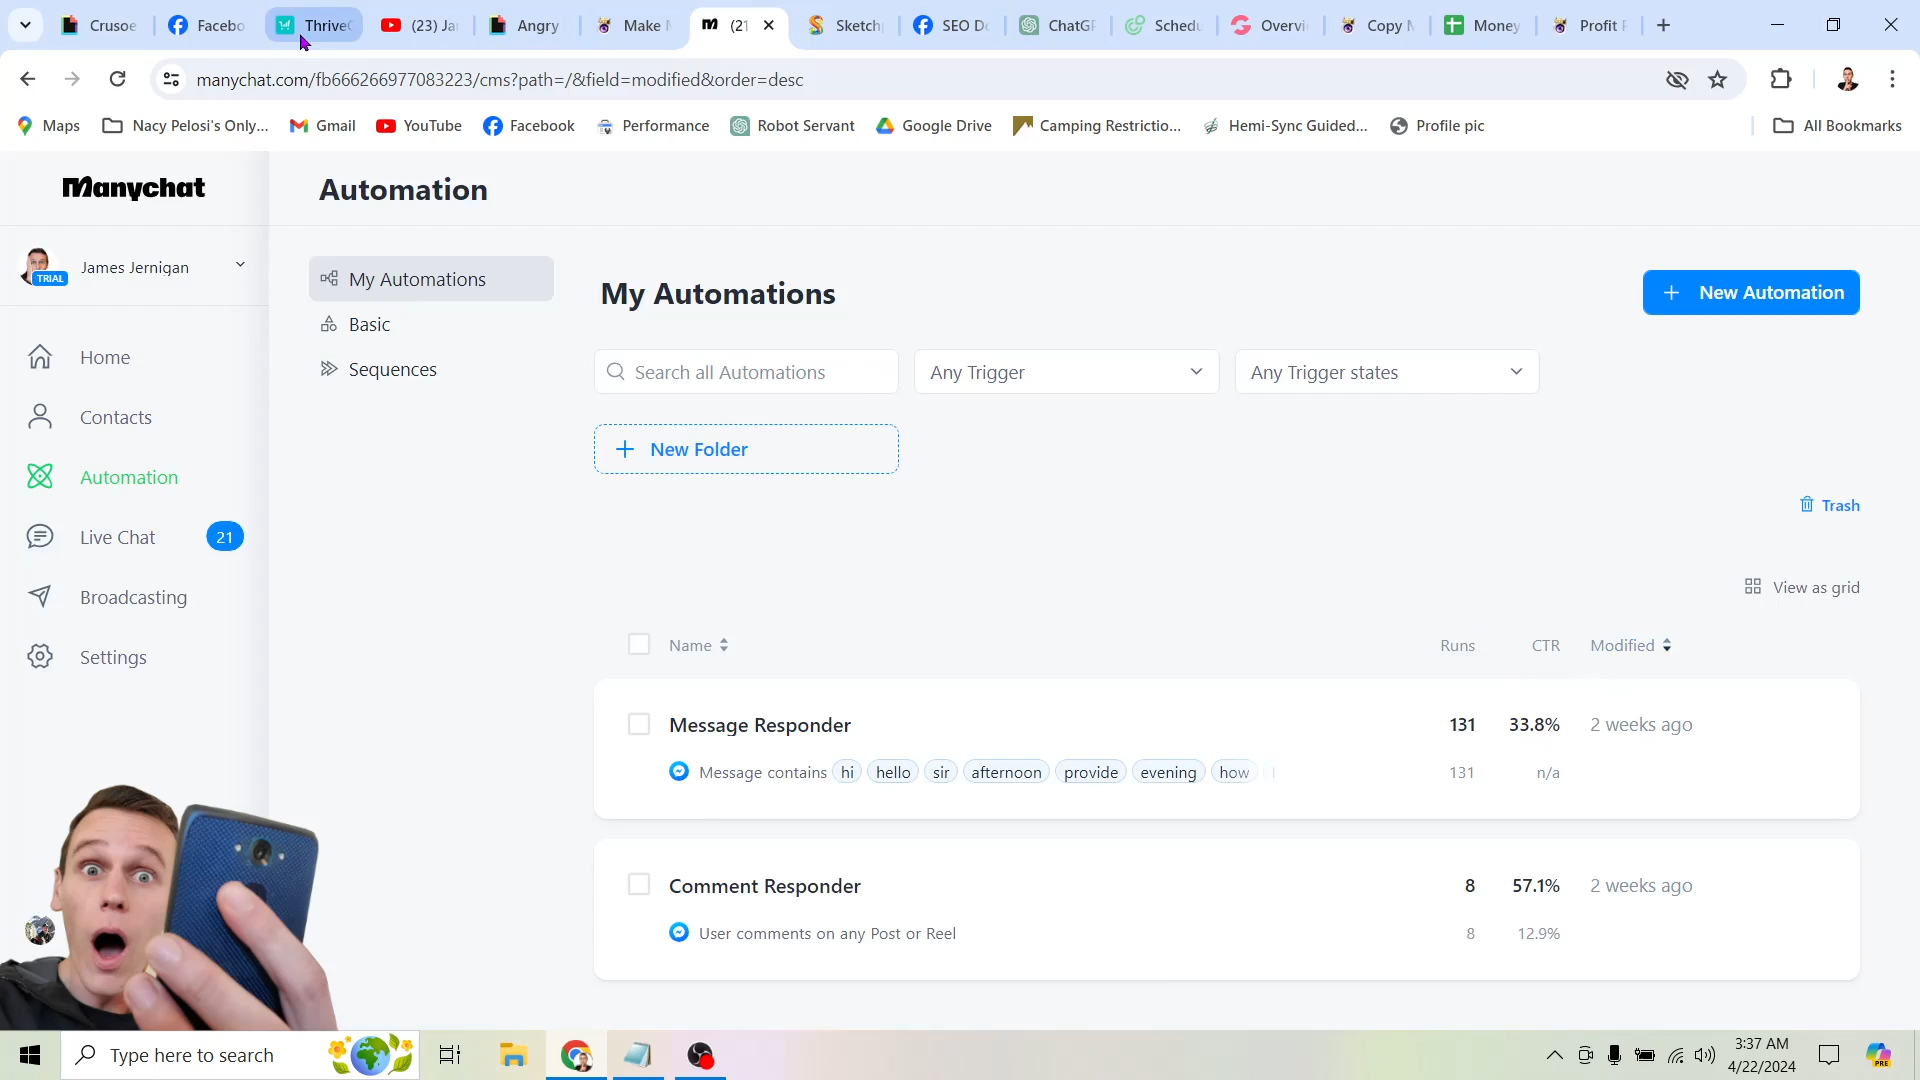 Crusoe
Facebo
Thrive
(23) Ja
Angry
Make
(21
Sketch
SEO D
ChatG
Schedu
Overvi
Copy
Money
Profit
manychat.com/fb666266977083223/cms?path=/&field=modified&order=desc
Maps
Nacy Pelosi's Only...
Gmail
YouTube
Facebook
Performance
Robot Servant
Google Drive
Camping Restrictio...
Hemi-Sync Guided...
Profile pic
All Bookmarks
Manychat
Automation
TRIAL
James Jernigan
Home
Contacts
Automation
Live Chat
21
Broadcasting
Settings
My Automations
Basic
Sequences
My Automations
+ New Automation
Search all Automations
Any Trigger
Any Trigger states
+ New Folder
Trash
View as grid
Name
Runs
CTR
Modified
Message Responder
131
33.8%
2 weeks ago
Message contains hi hello sir afternoon provide evening how
131
n/a
Comment Responder
8
57.1%
2 weeks ago
User comments on any Post or Reel
8
12.9%
Type here to search
3:37 AM
4/22/2024
PRE